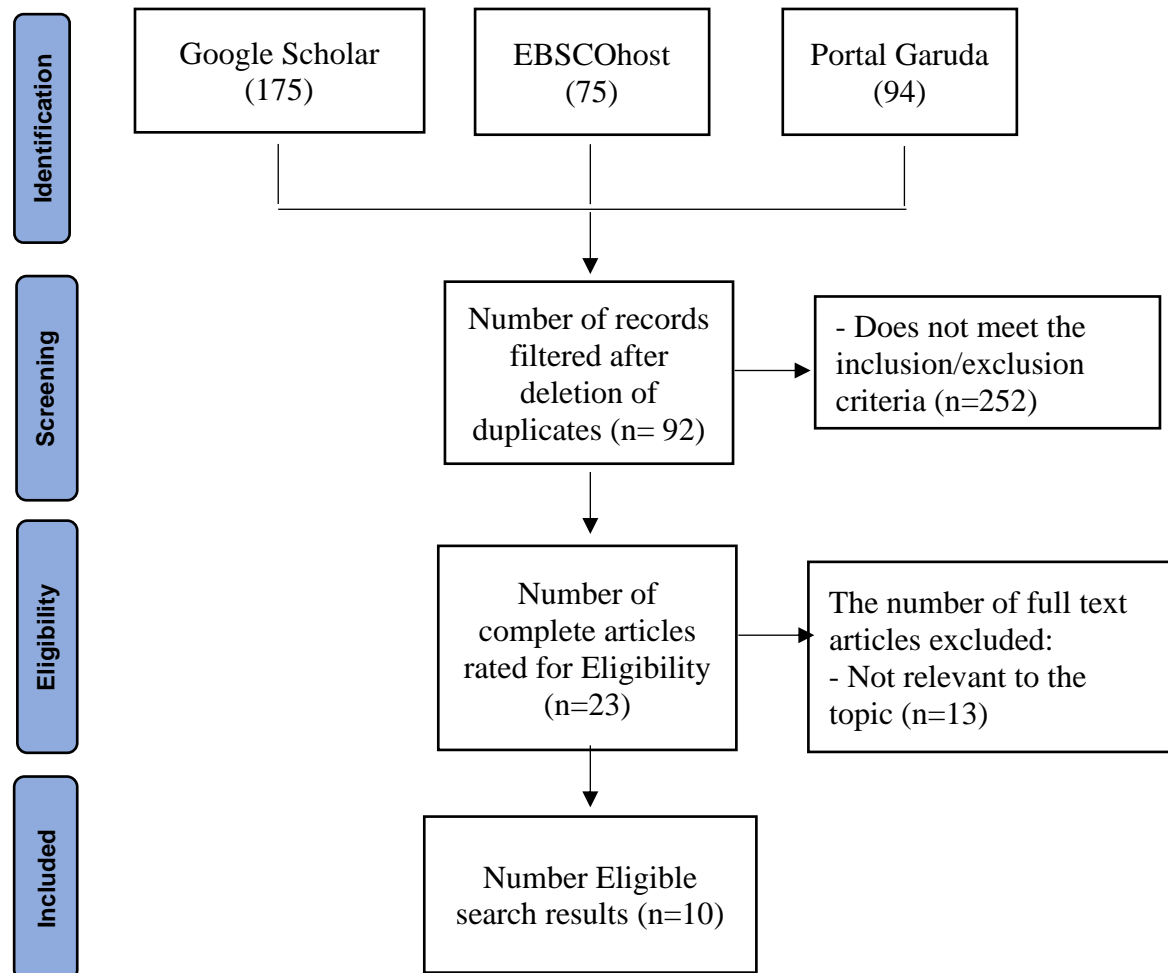 Identification
Google Scholar
(175)
EBSCOhost
(75)
Portal Garuda
(94)
Screening
Number of records
filtered after
deletion of
duplicates (n= 92)
- Does not meet the
inclusion/exclusion
criteria (n=252)
Eligibility
Number of
complete articles
rated for Eligibility
(n=23)
The number of full text
articles excluded:
- Not relevant to the
topic (n=13)
Included
Number Eligible
search results (n=10)